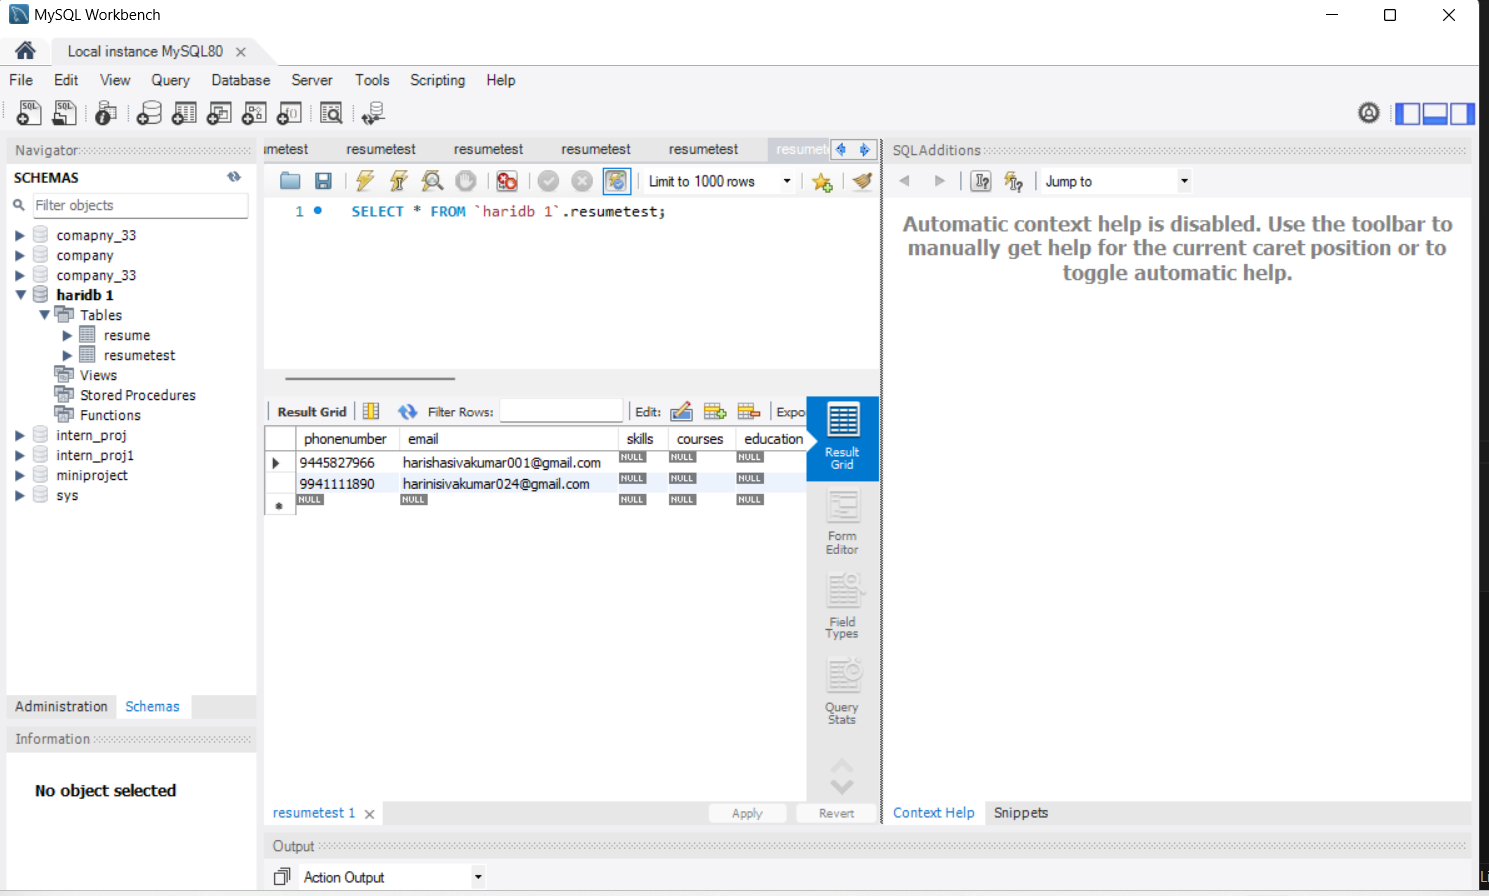 MySQL Workbench
Local instance MySQL80
File Edit View Query Database Server Tools Scripting Help
Navigator
SCHEMAS
Filter objects
comapny_33
company
company_33
haridb 1
Tables
resume
resumetest
Views
Stored Procedures
Functions
intern_proj
intern_proj1
miniproject
sys
Administration Schemas
Information
No object selected
umetest resumetest resumetest resumetest resumetest resumet
Limit to 1000 rows
1 SELECT * FROM `haridb 1`.resumetest;
Result Grid Filter Rows: Edit: Expo
phonenumber email skills courses education
9445827966 harishasivakumar001@gmail.com NULL NULL NULL
9941111890 harinisivakumar024@gmail.com NULL NULL NULL
NULL NULL NULL NULL NULL
Result
Grid
Form
Editor
Field
Types
Query
Stats
resumetest 1 Apply Revert
SQLAdditions
Jump to
Automatic context help is disabled. Use the toolbar to
manually get help for the current caret position or to
toggle automatic help.
Context Help Snippets
Output
Action Output